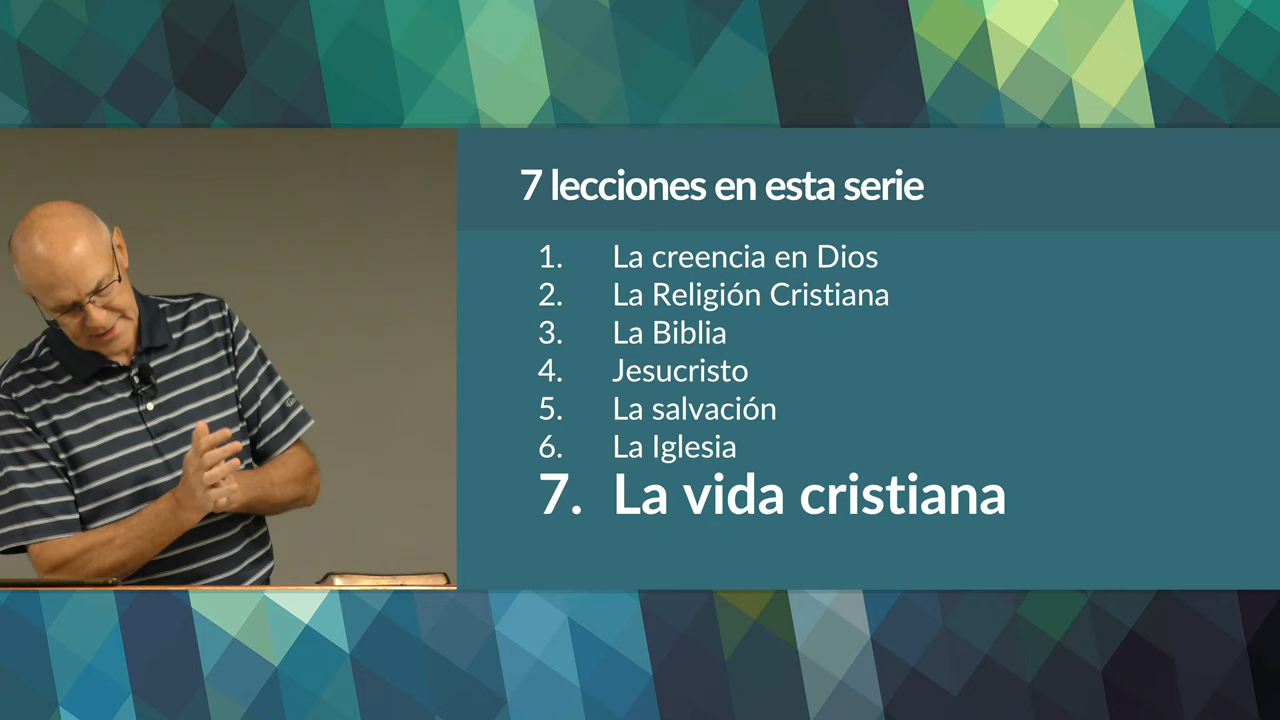 7 lecciones en esta serie
1. La creencia en Dios
2. La Religión Cristiana
3. La Biblia
4. Jesucristo
5. La salvación
6. La Iglesia
7. La vida cristiana